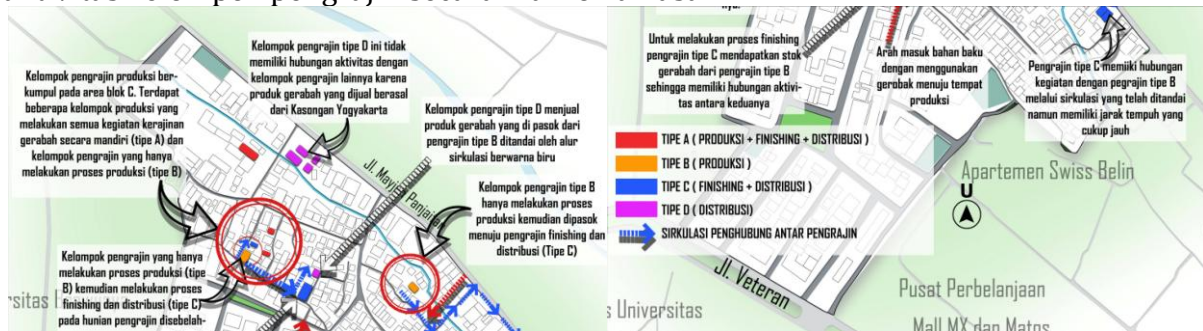 Kelompok pengrajin produksi ber-
kumpul pada area blok C. Terdapat
beberapa kelompok produksi yang
melakukan semua kegiatan kerajinan
gerabah secara mandiri (tipe A) dan
kelompok pengrajin yang hanya
melakukan proses produksi (tipe B)
Kelompok pengrajin tipe D ini tidak
memiliki hubungan aktivitas dengan
kelompok pengrajin lainnya karena
produk gerabah yang dijual berasal
dari Kasongan Yogyakarta
Kelompok pengrajin tipe D menjual
produk gerabah yang di pasok dari
pengrajin tipe B ditandai oleh alur
sirkulasi berwarna biru
Jl. Mayjen Panjaitan
Kelompok pengrajin tipe B
hanya melakukan proses
produksi kemudian dipasok
menuju pengrajin finishing dan
distribusi (Tipe C)
Kelompok pengrajin yang hanya
melakukan proses produksi (tipe
B) kemudian melakukan proses
finishing dan distribusi (tipe C)
pada hunian pengrajin disebelah-
Untuk melakukan proses finishing
pengrajin tipe C mendapatkan stok
gerabah dari pengrajin tipe B
sehingga memiliki hubungan aktivi-
tas antara keduanya
Arah masuk bahan baku
dengan menggunakan
gerobak menuju tempat
produksi
Pengrajin tipe C memiiki hubungan
kegiatan dengan pegrajin tipe B
melalui sirkulasi yang telah ditandai
namun memiliki jarak tempuh yang
cukup jauh
TIPE A ( PRODUKSI + FINISHING + DISTRIBUSI )
TIPE B ( PRODUKSI )
TIPE C ( FINISHING + DISTRIBUSI )
TIPE D ( DISTRIBUSI)
SIRKULASI PENGHUBUNG ANTAR PENGRAJIN
Apartemen Swiss Belin
U
Jl. Veteran
s Universitas
Pusat Perbelanjaan
Mall MX dan Matos